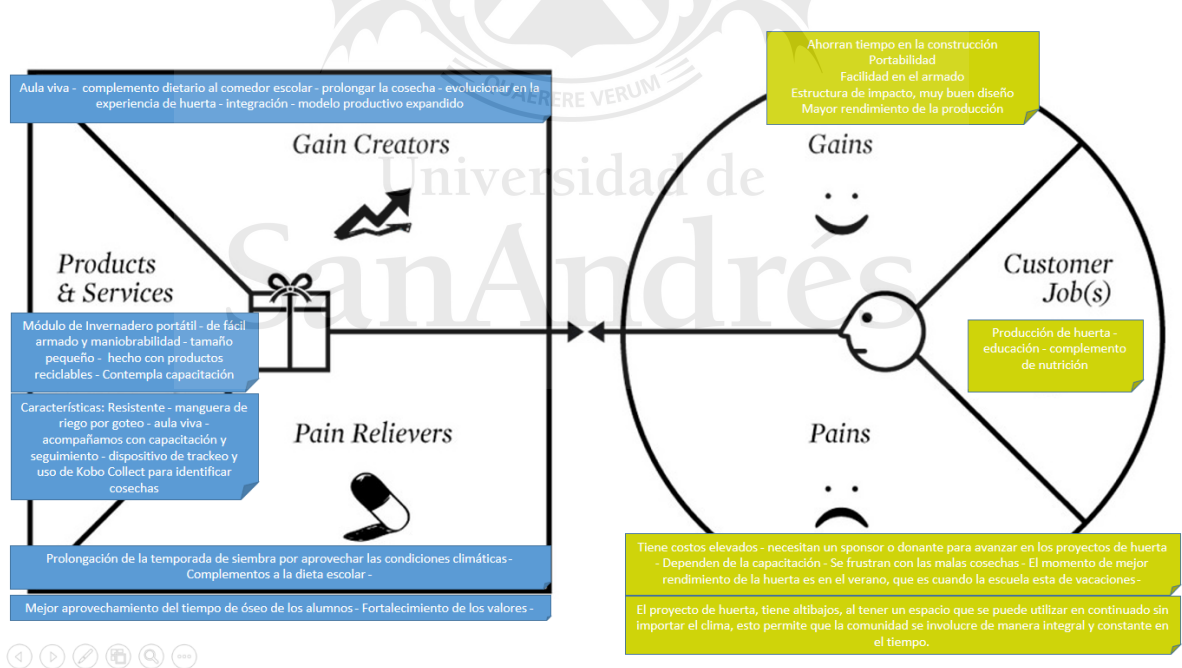 QUAERERE VERUM
Universidad de
SanAndrés
Aula viva - complemento dietario al comedor escolar - prolongar la cosecha - evolucionar en la
experiencia de huerta - integración - modelo productivo expandido
Gain Creators
Products
& Services
Módulo de Invernadero portátil - de fácil
armado y maniobrabilidad - tamaño
pequeño - hecho con productos
reciclables - Contempla capacitación
Características: Resistente - manguera de
riego por goteo - aula viva -
acompañamos con capacitación y
seguimiento - dispositivo de trackeo y
uso de Kobo Collect para identificar
cosechas
Pain Relievers
Prolongación de la temporada de siembra por aprovechar las condiciones climáticas -
Complementos a la dieta escolar -
Mejor aprovechamiento del tiempo de óseo de los alumnos - Fortalecimiento de los valores -
Ahorran tiempo en la construcción
Portabilidad
Facilidad en el armado
Estructura de impacto, muy buen diseño
Mayor rendimiento de la producción
Gains
Customer
Job(s)
Producción de huerta -
educación - complemento
de nutrición
Pains
Tiene costos elevados - necesitan un sponsor o donante para avanzar en los proyectos de huerta
- Dependen de la capacitación - Se frustran con las malas cosechas - El momento de mejor
rendimiento de la huerta es en el verano, que es cuando la escuela esta de vacaciones -
El proyecto de huerta, tiene altibajos, al tener un espacio que se puede utilizar en continuado sin
importar el clima, esto permite que la comunidad se involucre de manera integral y constante en
el tiempo.